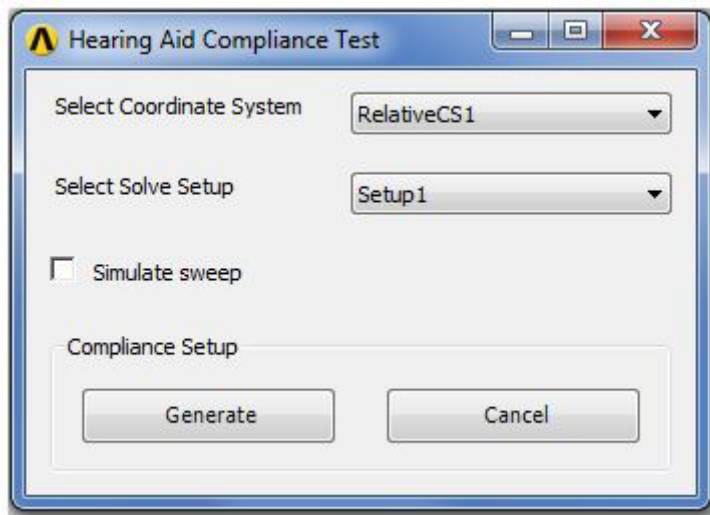 Hearing Aid Compliance Test
Select Coordinate System RelativeCS1
Select Solve Setup Setup1
Simulate sweep
Compliance Setup
Generate Cancel